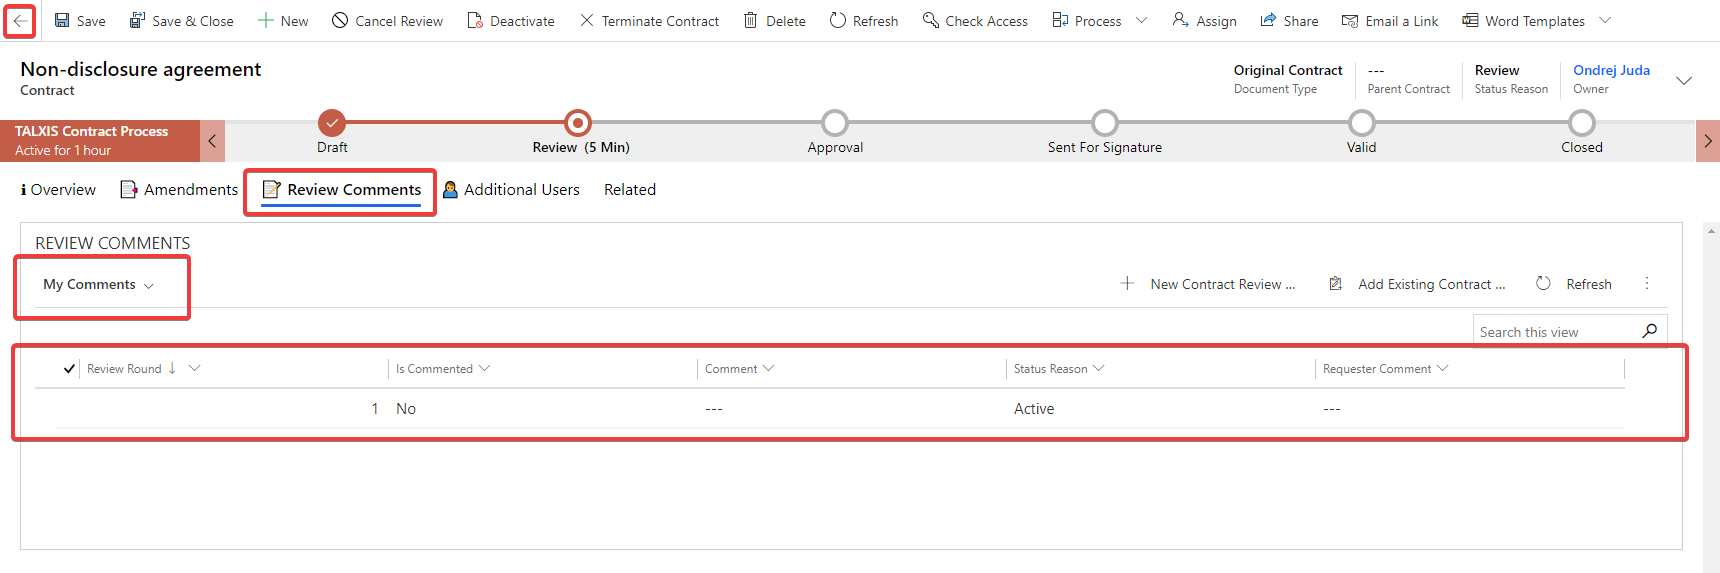 Save Save & Close New Cancel Review Deactivate Terminate Contract Delete Refresh Check Access Process Assign Share Email a Link Word Templates
Non-disclosure agreement
Contract
Original Contract
Document Type
---
Parent Contract
Review
Status Reason
Ondrej Juda
Owner
TALXIS Contract Process
Active for 1 hour
Draft Review (5 Min) Approval Sent For Signature Valid Closed
Overview Amendments Review Comments Additional Users Related
REVIEW COMMENTS
My Comments New Contract Review ... Add Existing Contract ... Refresh
Search this view
Review Round Is Commented Comment Status Reason Requester Comment
1 No --- Active ---